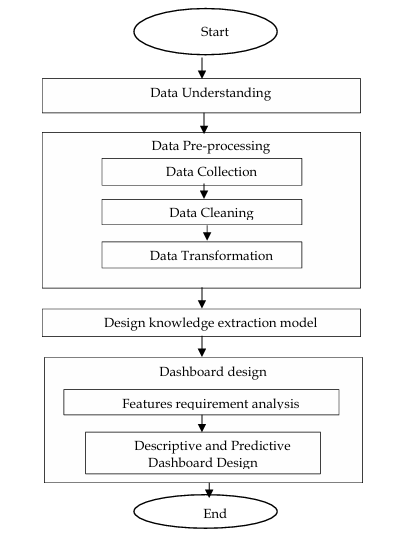 Start
Data Understanding
Data Pre-processing
Data Collection
Data Cleaning
Data Transformation
Design knowledge extraction model
Dashboard design
Features requirement analysis
Descriptive and Predictive
Dashboard Design
End